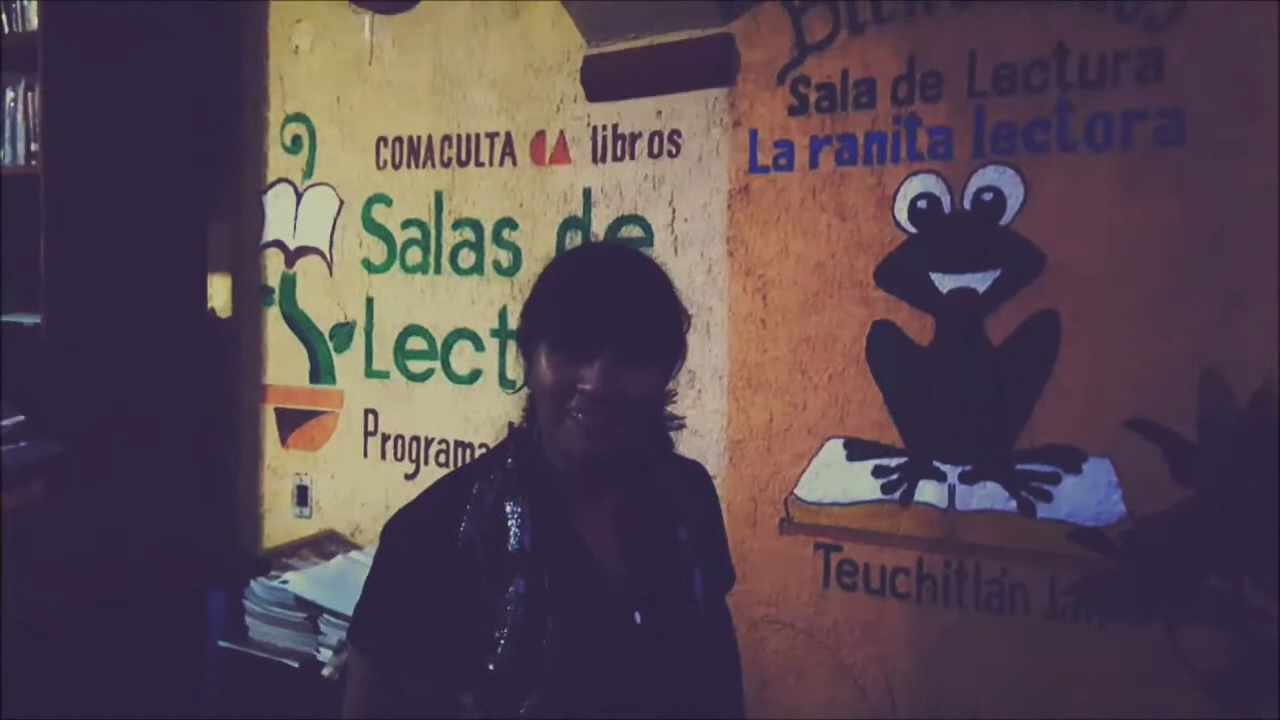 CONACULTA libros
Salas de
Lect
Programa
Sala de Lectura
La ranita lectora
Teuchitlán